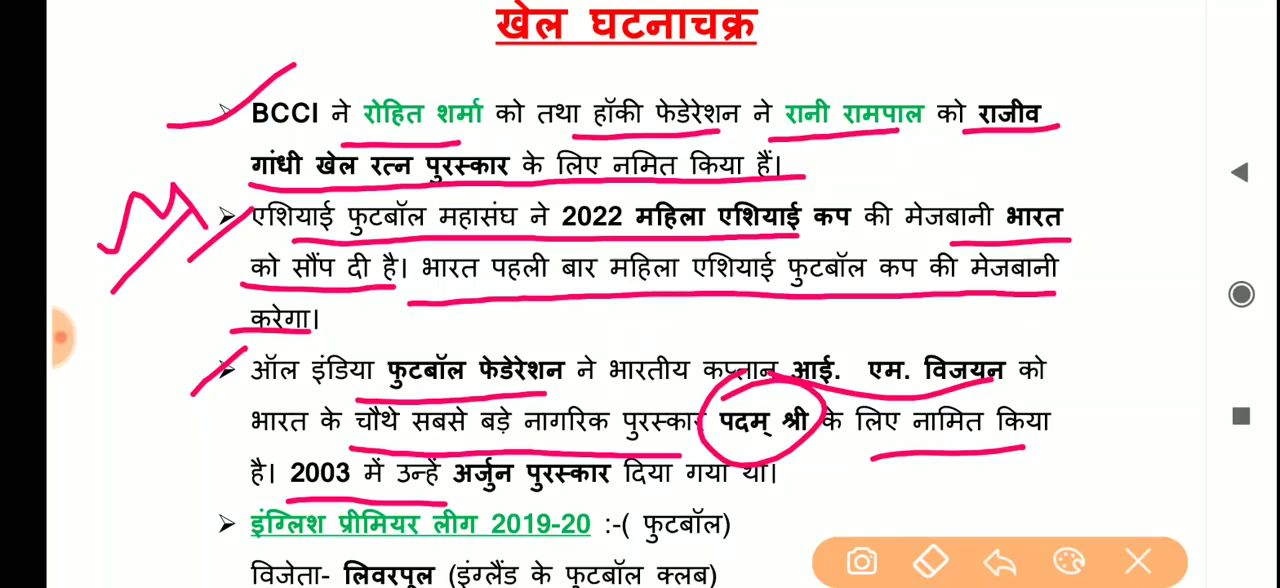 खेल घटनाचक्र
BCCI ने रोहित शर्मा को तथा हॉकी फेडेरेशन ने रानी रामपाल को राजीव
गांधी खेल रत्न पुरस्कार के लिए नमित किया हैं।
एशियाई फुटबॉल महासंघ ने 2022 महिला एशियाई कप की मेजबानी भारत
को सौंप दी है। भारत पहली बार महिला एशियाई फुटबॉल कप की मेजबानी
करेगा।
ऑल इंडिया फुटबॉल फेडेरेशन ने भारतीय कप्तान आई. एम. विजयन को
भारत के चौथे सबसे बड़े नागरिक पुरस्कार पदम् श्री के लिए नामित किया
है। 2003 में उन्हें अर्जुन पुरस्कार दिया गया था।
इंग्लिश प्रीमियर लीग 2019-20 :-( फुटबॉल)
विजेता- लिवरपूल (इंग्लैंड के फुटबॉल क्लब)